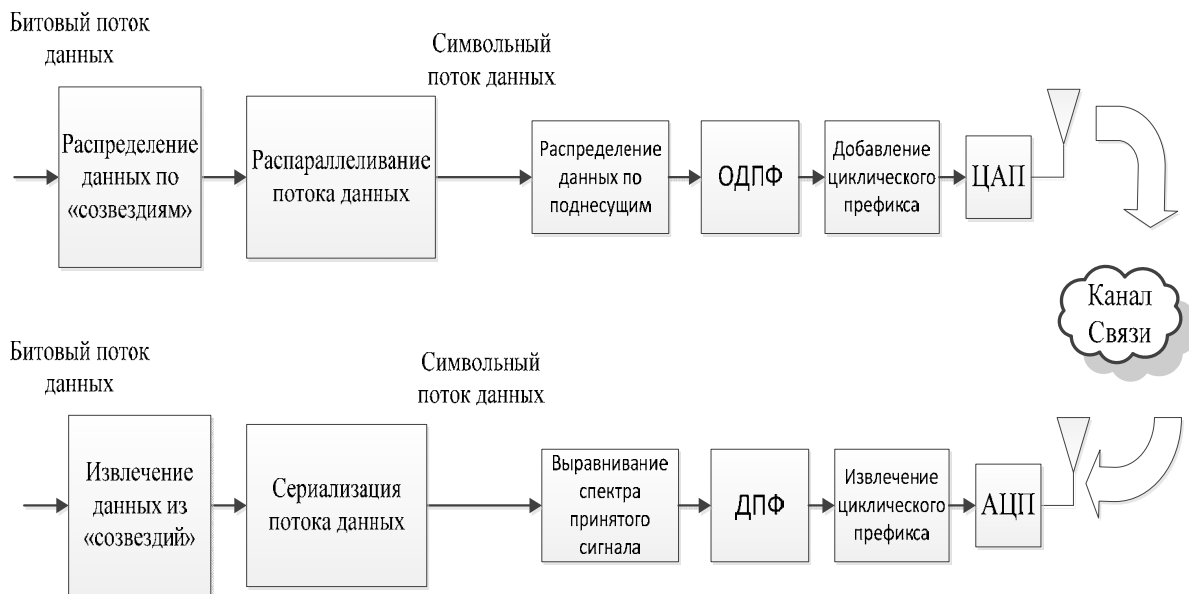 Битовый поток
данных
Символьный
поток данных
Распределение
данных по
«созвездиям»
Распараллеливание
потока данных
Распределение
данных по
поднесущим
ОДПФ
Добавление
циклического
префикса
ЦАП
Канал
Связи
Битовый поток
данных
Символьный
поток данных
Извлечение
данных из
«созвездий»
Сериализация
потока данных
Выравнивание
спектра
принятого
сигнала
ДПФ
Извлечение
циклического
префикса
АЦП